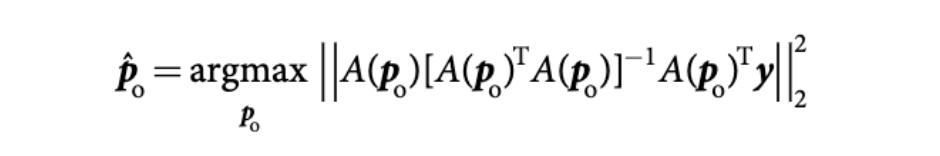 p̂ₒ = argmax ||A(pₒ)[A(pₒ)ᵀA(pₒ)]⁻¹A(pₒ)ᵀy||₂²
pₒ